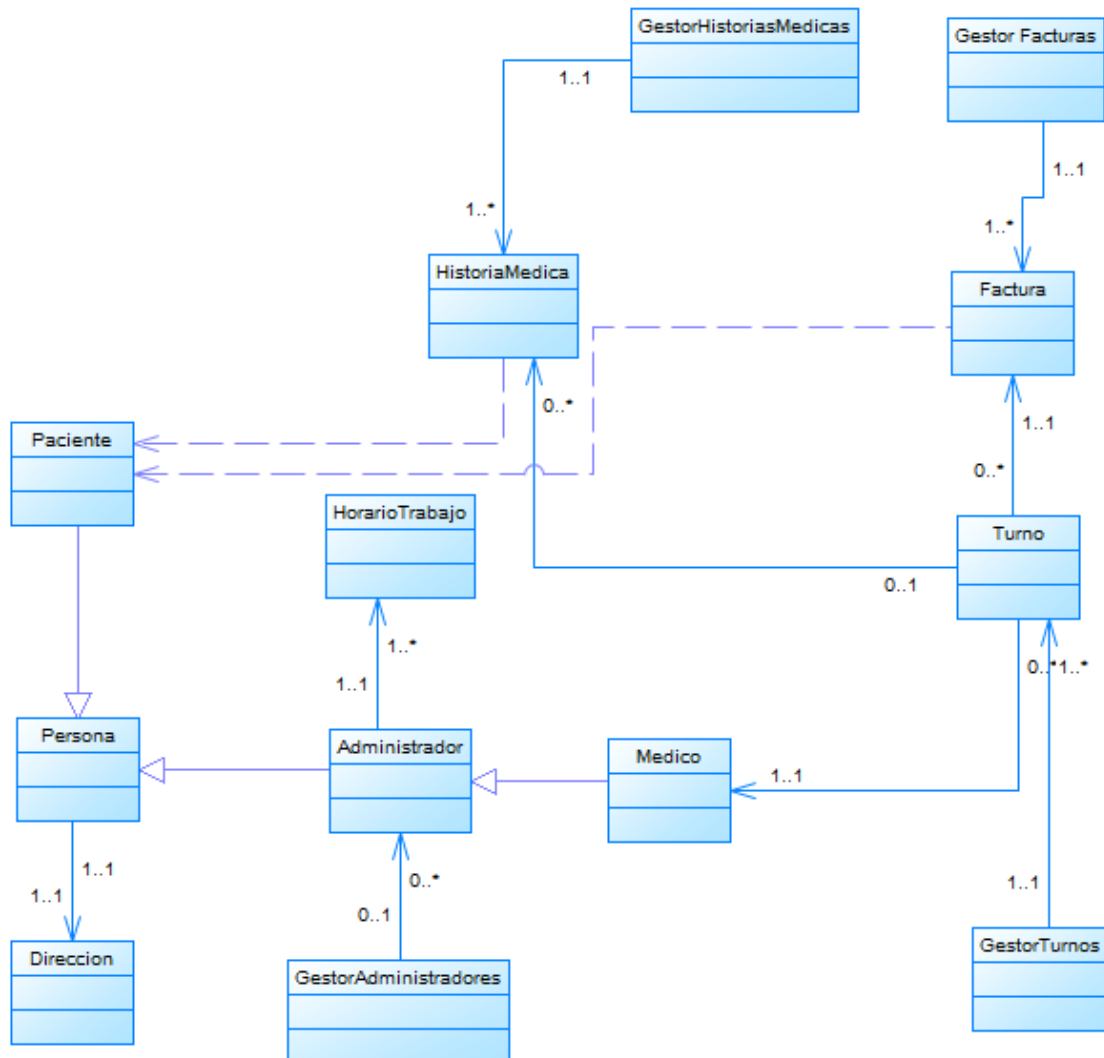 GestorHistoriasMedicas
Gestor Facturas
1..1
1..1
1..*
1..*
HistoriaMedica
Factura
0..*
1..1
Paciente
0..*
HorarioTrabajo
Turno
0..1
1..*
0..*
1..*
1..1
Persona
Administrador
Medico
1..1
1..1
0..*
1..1
1..1
0..1
Direccion
GestorTurnos
GestorAdministradores